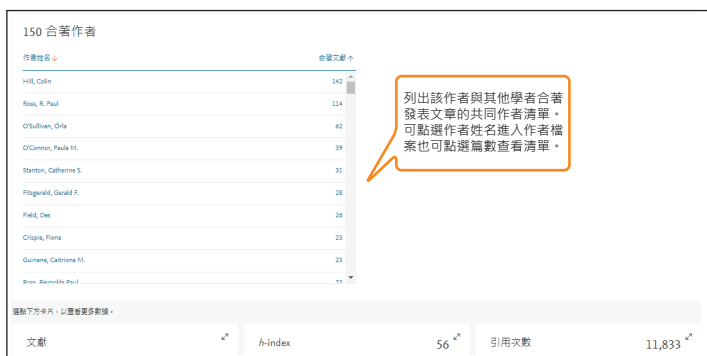 150 合著作者
作者姓名↓ 合著文獻↑
Hill, Colin 142
Ross, R. Paul 114
O'Sullivan, Órla 62
O'Connor, Paula M. 39
Stanton, Catherine S. 31
Fitzgerald, Gerald F. 28
Field, Des 26
Crispie, Fiona 23
Guinane, Caitriona M. 23
Ross, Reynolds Paul 22
列出該作者與其他學者合著
發表文章的共同作者清單。
可點選作者姓名進入作者檔
案也可點選篇數查看清單。
選點下方卡片，以查看更多數據。
文獻 h-index 56 引用次數 11,833